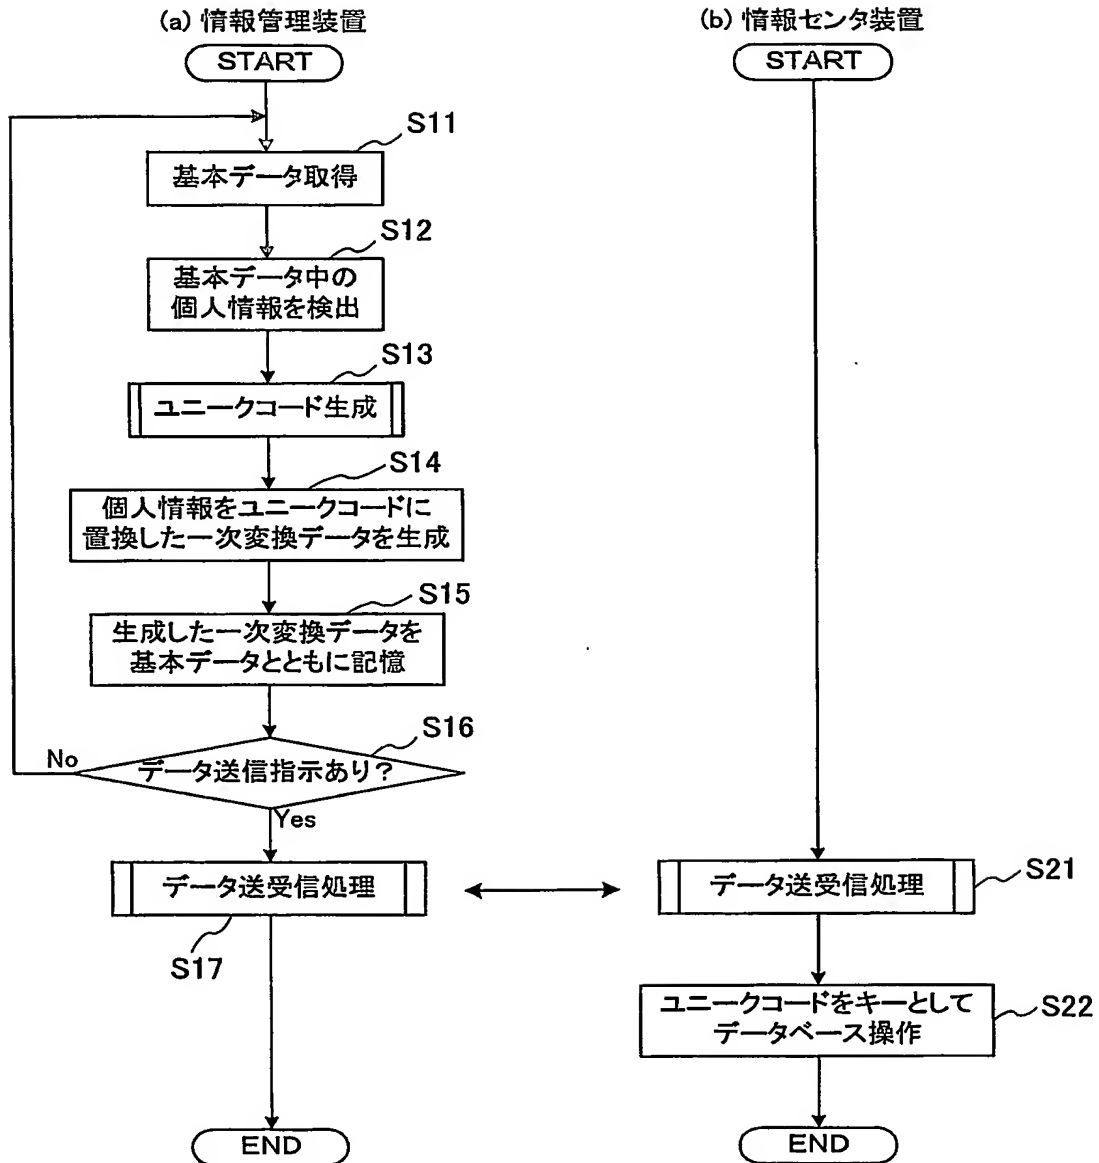 (a) 情報管理装置
START
S11
基本データ取得
S12
基本データ中の
個人情報を検出
S13
ユニークコード生成
S14
個人情報をユニークコードに
置換した一次変換データを生成
S15
生成した一次変換データを
基本データとともに記憶
S16
No
データ送信指示あり?
Yes
データ送受信処理
S17
END
(b) 情報センタ装置
START
データ送受信処理
S21
ユニークコードをキーとして
データベース操作
S22
END